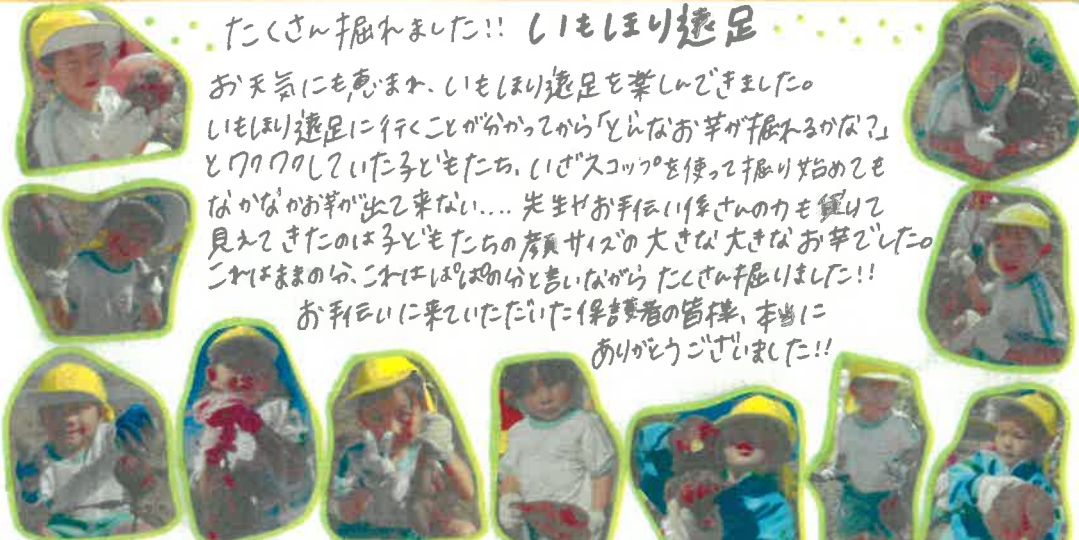 たくさん掘れました!! いもほり遠足
お天気にも恵まれ、いもほり遠足を楽しんできました。
いもほり遠足に行くことが分かってから「どんなお芋が掘れるかな?」
とワクワクしていた子どもたち、いざスコップを使って掘り始めても
なかなかお芋が出て来ない.... 先生やお手伝い係さんの力も借りて
見えてきたのは子どもたちの顔サイズの大きな大きなお芋でした。
これはままの分、これはぱぱの分と言いながらたくさん掘りました!!
お手伝いに来ていただいた保護者の皆様、本当に
ありがとうございました!!